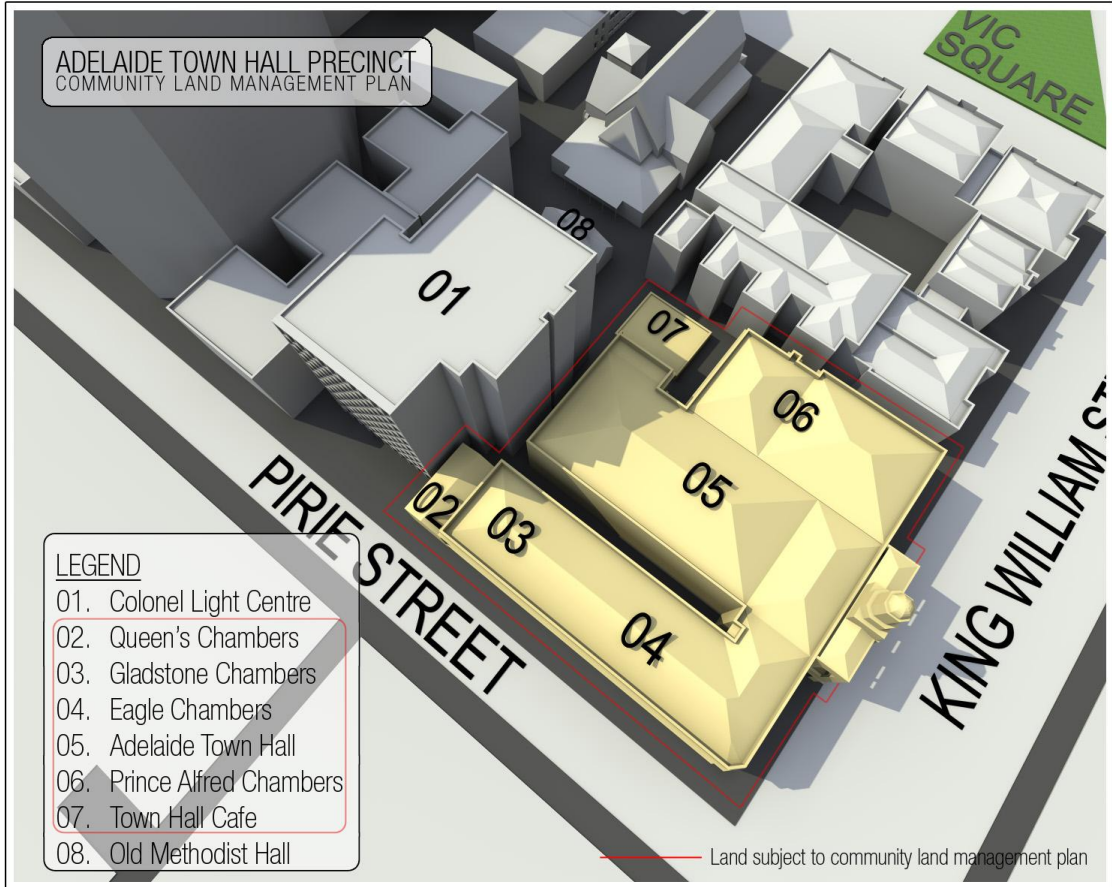 ADELAIDE TOWN HALL PRECINCT
COMMUNITY LAND MANAGEMENT PLAN
VIC
SQUARE
08
01
07
06
05
02
03
04
PIRIE STREET
KING WILLIAM
LEGEND
01. Colonel Light Centre
02. Queen's Chambers
03. Gladstone Chambers
04. Eagle Chambers
05. Adelaide Town Hall
06. Prince Alfred Chambers
07. Town Hall Cafe
08. Old Methodist Hall
Land subject to community land management plan